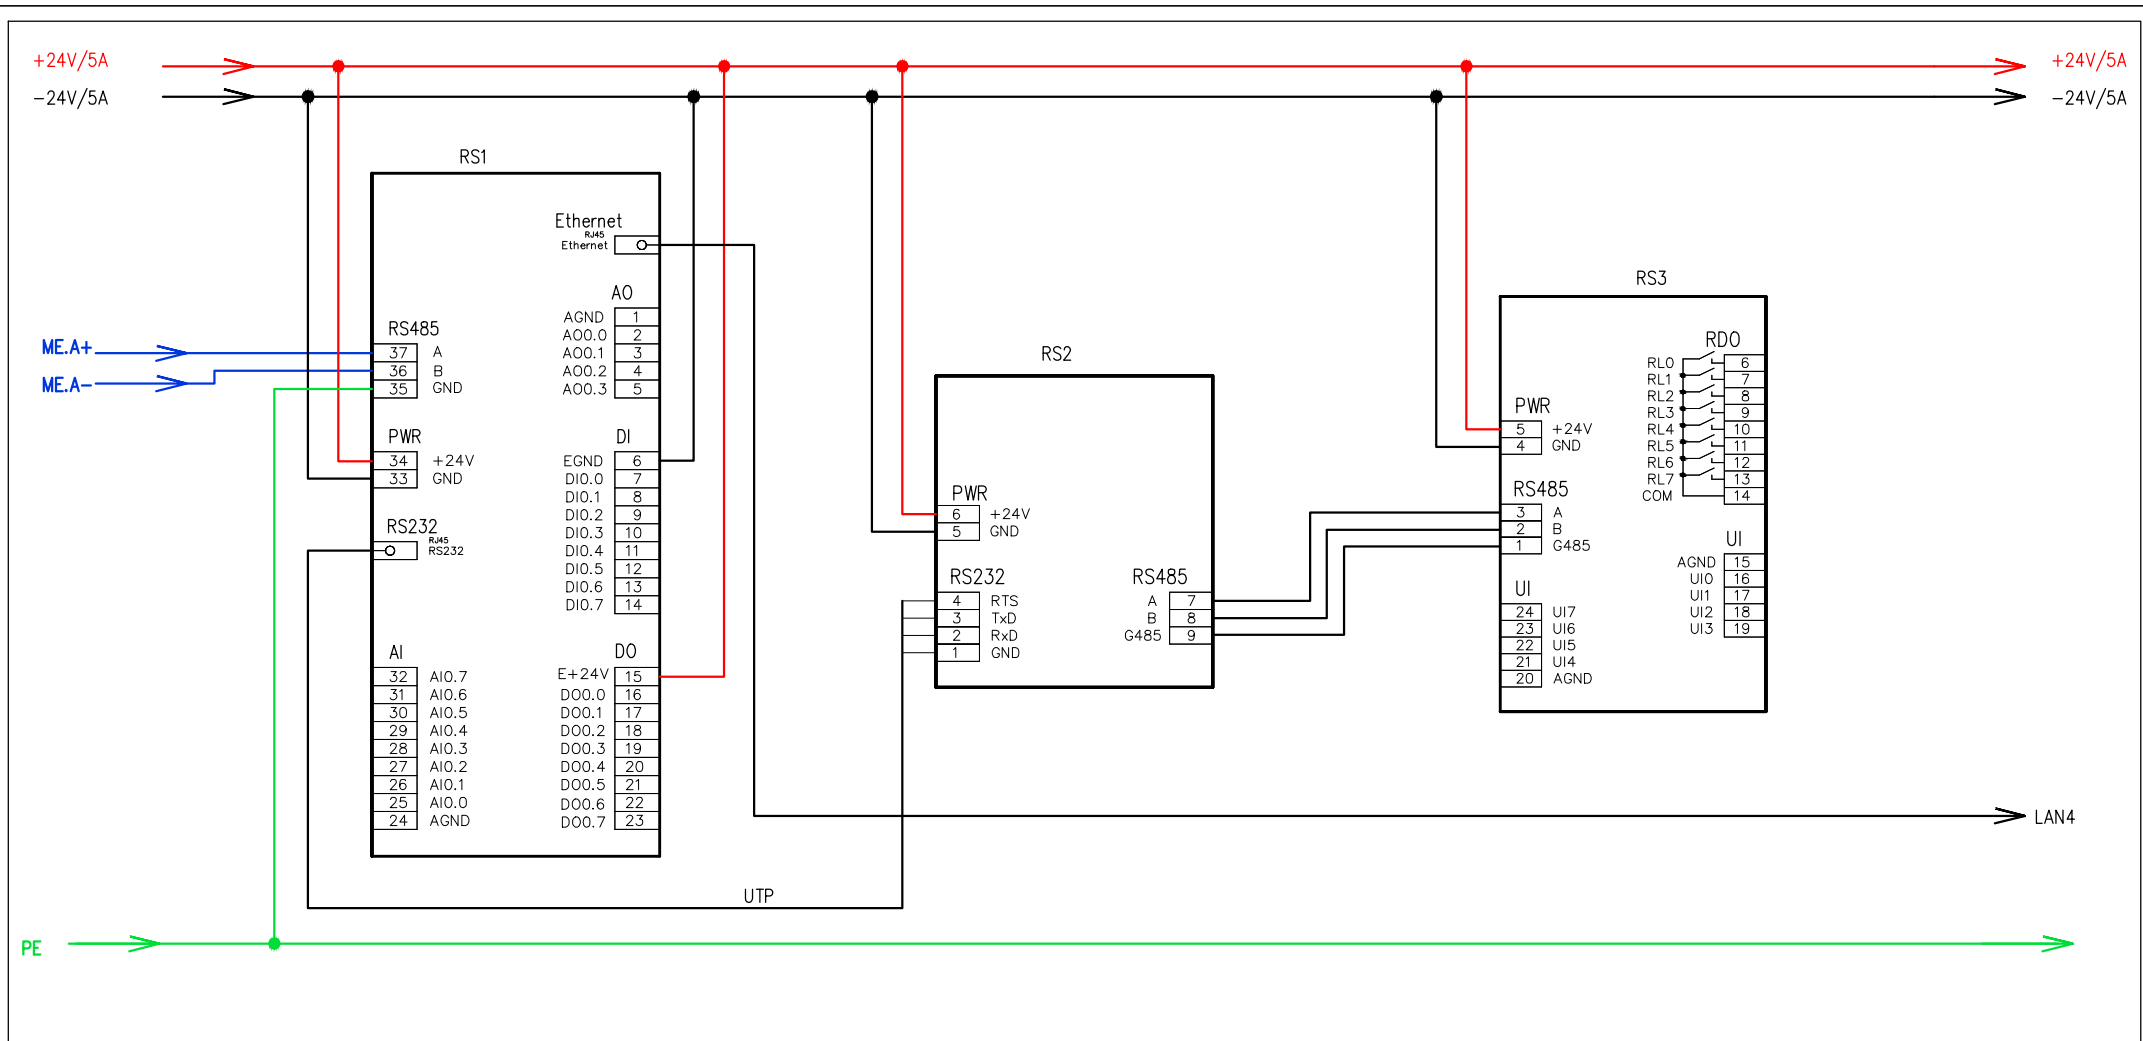 +24V/5A
-24V/5A
+24V/5A
-24V/5A
RS1
Ethernet
RJ45
Ethernet
AO
AGND 1
AO0.0 2
AO0.1 3
AO0.2 4
AO0.3 5
ME.A+
ME.A-
RS485
37 A
36 B
35 GND
PWR
34 +24V
33 GND
RS232
RJ45
RS232
DI
EGND 6
DI0.0 7
DI0.1 8
DI0.2 9
DI0.3 10
DI0.4 11
DI0.5 12
DI0.6 13
DI0.7 14
AI
32 AI0.7
31 AI0.6
30 AI0.5
29 AI0.4
28 AI0.3
27 AI0.2
26 AI0.1
25 AI0.0
24 AGND
DO
E+24V 15
DO0.0 16
DO0.1 17
DO0.2 18
DO0.3 19
DO0.4 20
DO0.5 21
DO0.6 22
DO0.7 23
RS2
PWR
6 +24V
5 GND
RS232
4 RTS
3 TxD
2 RxD
1 GND
RS485
A 7
B 8
G485 9
RS3
RDO
RL0 6
RL1 7
RL2 8
RL3 9
RL4 10
RL5 11
RL6 12
RL7 13
COM 14
PWR
5 +24V
4 GND
RS485
3 A
2 B
1 G485
UI
AGND 15
UI0 16
UI1 17
UI2 18
UI3 19
UI
24 UI7
23 UI6
22 UI5
21 UI4
20 AGND
LAN4
UTP
PE